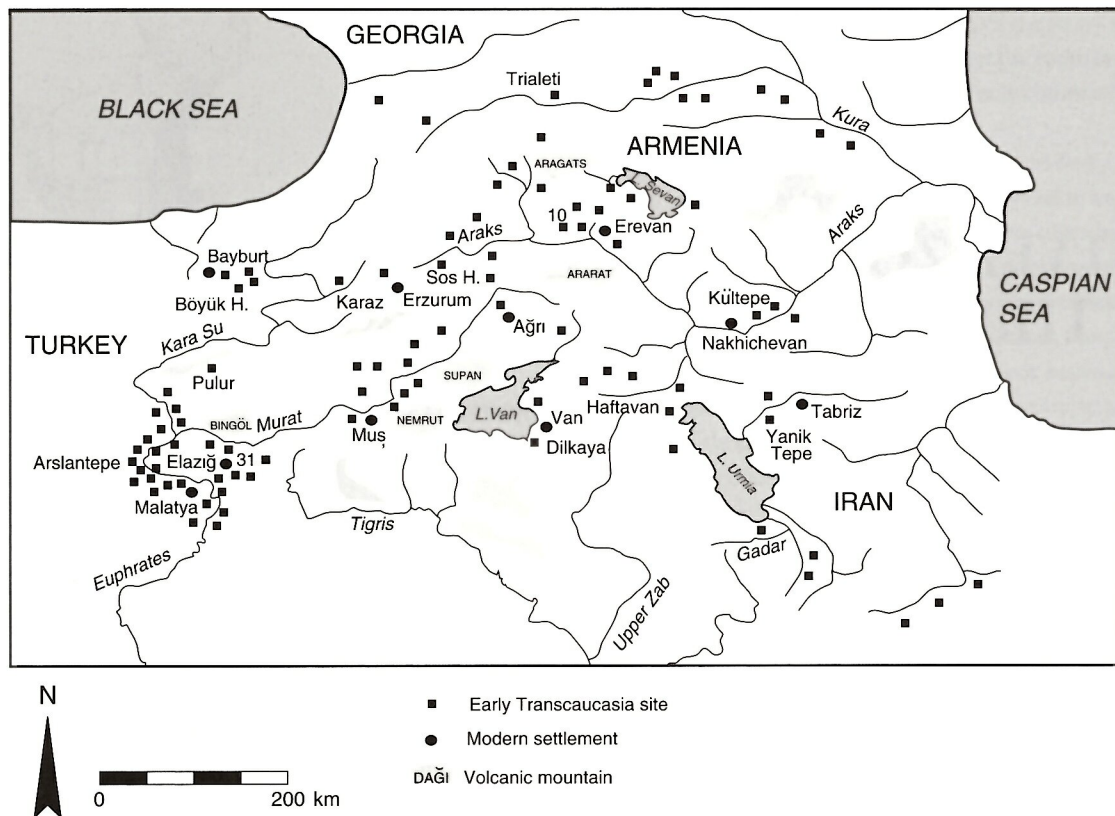 GEORGIA
BLACK SEA
Trialeti
Kura
ARMENIA
ARAGATS
Sevan
10
Erevan
Araks
Araks
Bayburt
Sos H.
ARARAT
CASPIAN
SEA
Böyük H.
Karaz
Erzurum
Kültepe
TURKEY
Kara Su
Ağrı
Nakhichevan
Pulur
SUPAN
L.Van
Haftavan
Tabriz
BINGÖL
Murat
NEMRUT
Van
Muş
Dilkaya
Yanik
Tepe
Arslantepe
Elazığ
31
L. Urmia
Malatya
IRAN
Tigris
Gadar
Euphrates
Upper Zab
N
Early Transcaucasia site
Modern settlement
DAĞI Volcanic mountain
0 200 km